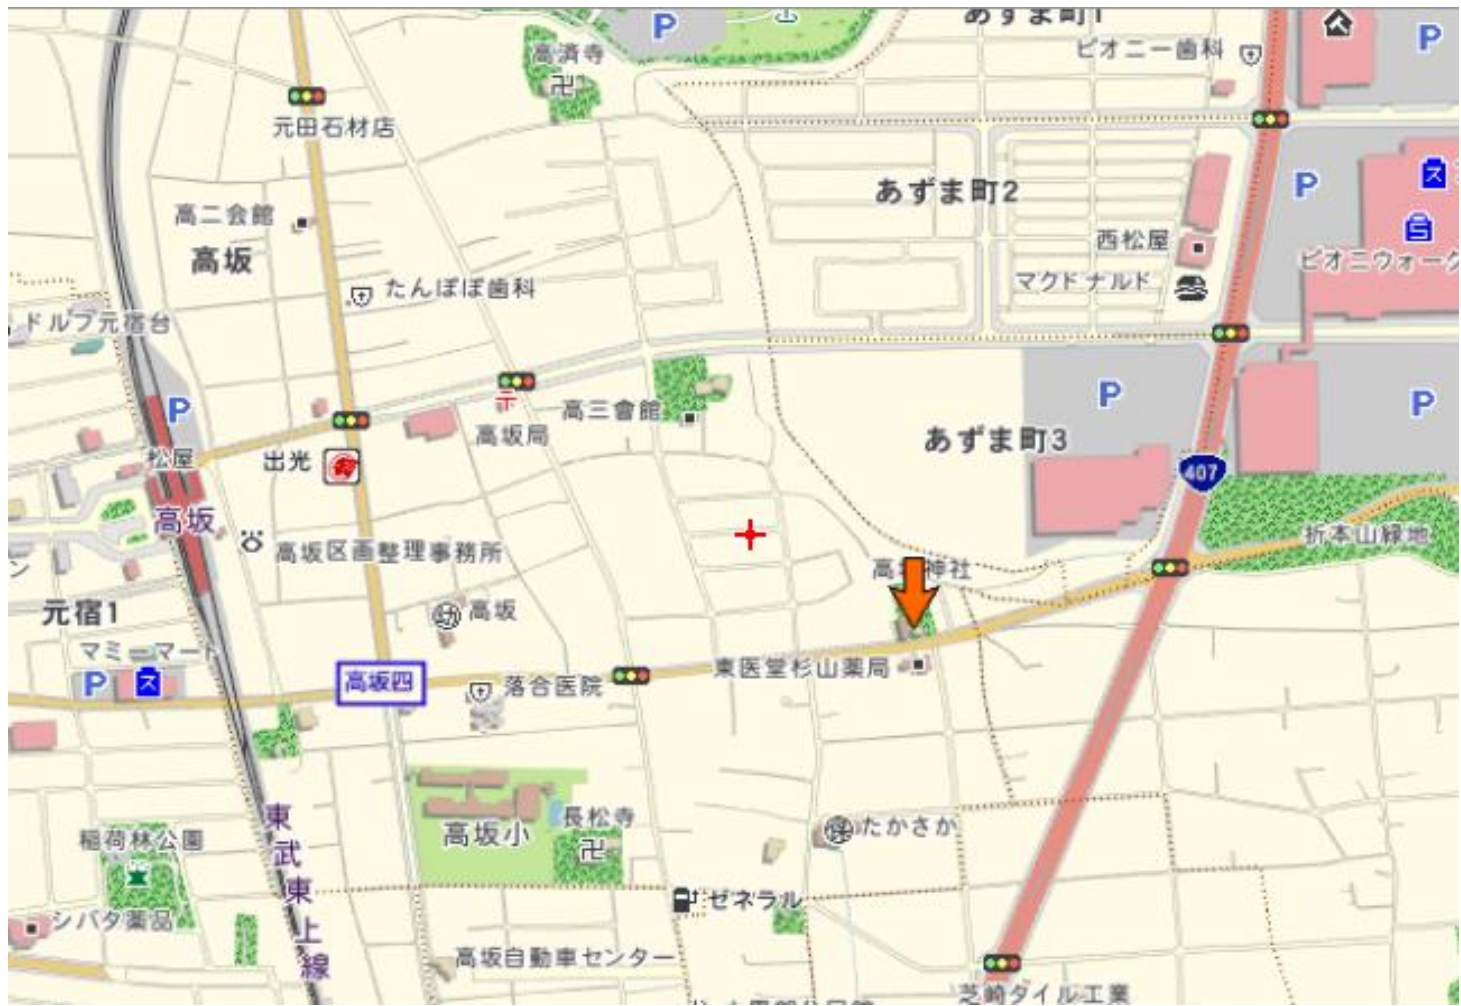 あずま町1
P
高済寺
ピオニー歯科
P
元田石材店
P
ス
あずま町2
高二会館
西松屋
S
高坂
ピオニウォーク
マクドナルド
たんぽぽ歯科
ドルフ元宿台
P
P
P
高三會館
高坂局
あずま町3
松屋
出光
407
高坂
折本山緑地
高坂区画整理事務所
ン
神社
元宿1
幼
高坂
マミーマート
東医堂杉山薬局
P
ス
高坂四
落合医院
東武東上線
長松寺
たかさか
高坂小
稲荷林公園
ゼネラル
シバタ薬品
高坂自動車センター
芝崎タイル工業